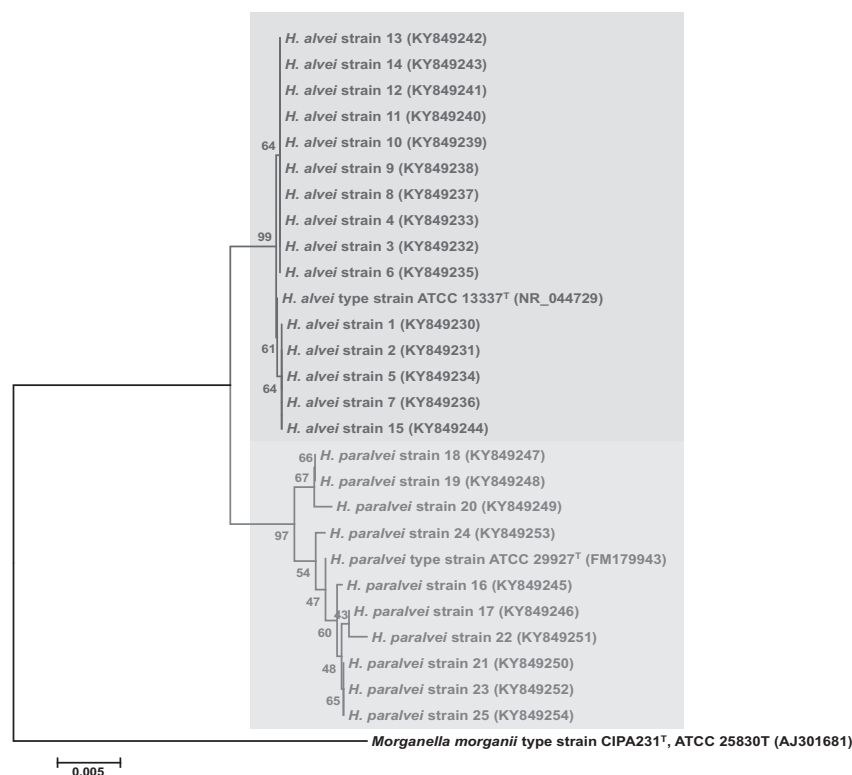 H. alvei strain 13 (KY849242)
H. alvei strain 14 (KY849243)
H. alvei strain 12 (KY849241)
H. alvei strain 11 (KY849240)
H. alvei strain 10 (KY849239)
64
H. alvei strain 9 (KY849238)
H. alvei strain 8 (KY849237)
H. alvei strain 4 (KY849233)
99
H. alvei strain 3 (KY849232)
H. alvei strain 6 (KY849235)
H. alvei type strain ATCC 13337ᵀ (NR_044729)
H. alvei strain 1 (KY849230)
61
H. alvei strain 2 (KY849231)
H. alvei strain 5 (KY849234)
64
H. alvei strain 7 (KY849236)
H. alvei strain 15 (KY849244)
66
H. paralvei strain 18 (KY849247)
67
H. paralvei strain 19 (KY849248)
H. paralvei strain 20 (KY849249)
97
H. paralvei strain 24 (KY849253)
H. paralvei type strain ATCC 29927ᵀ (FM179943)
54
H. paralvei strain 16 (KY849245)
47
43
H. paralvei strain 17 (KY849246)
60
H. paralvei strain 22 (KY849251)
H. paralvei strain 21 (KY849250)
48
H. paralvei strain 23 (KY849252)
65
H. paralvei strain 25 (KY849254)
Morganella morganii type strain CIPA231ᵀ, ATCC 25830T (AJ301681)
0.005